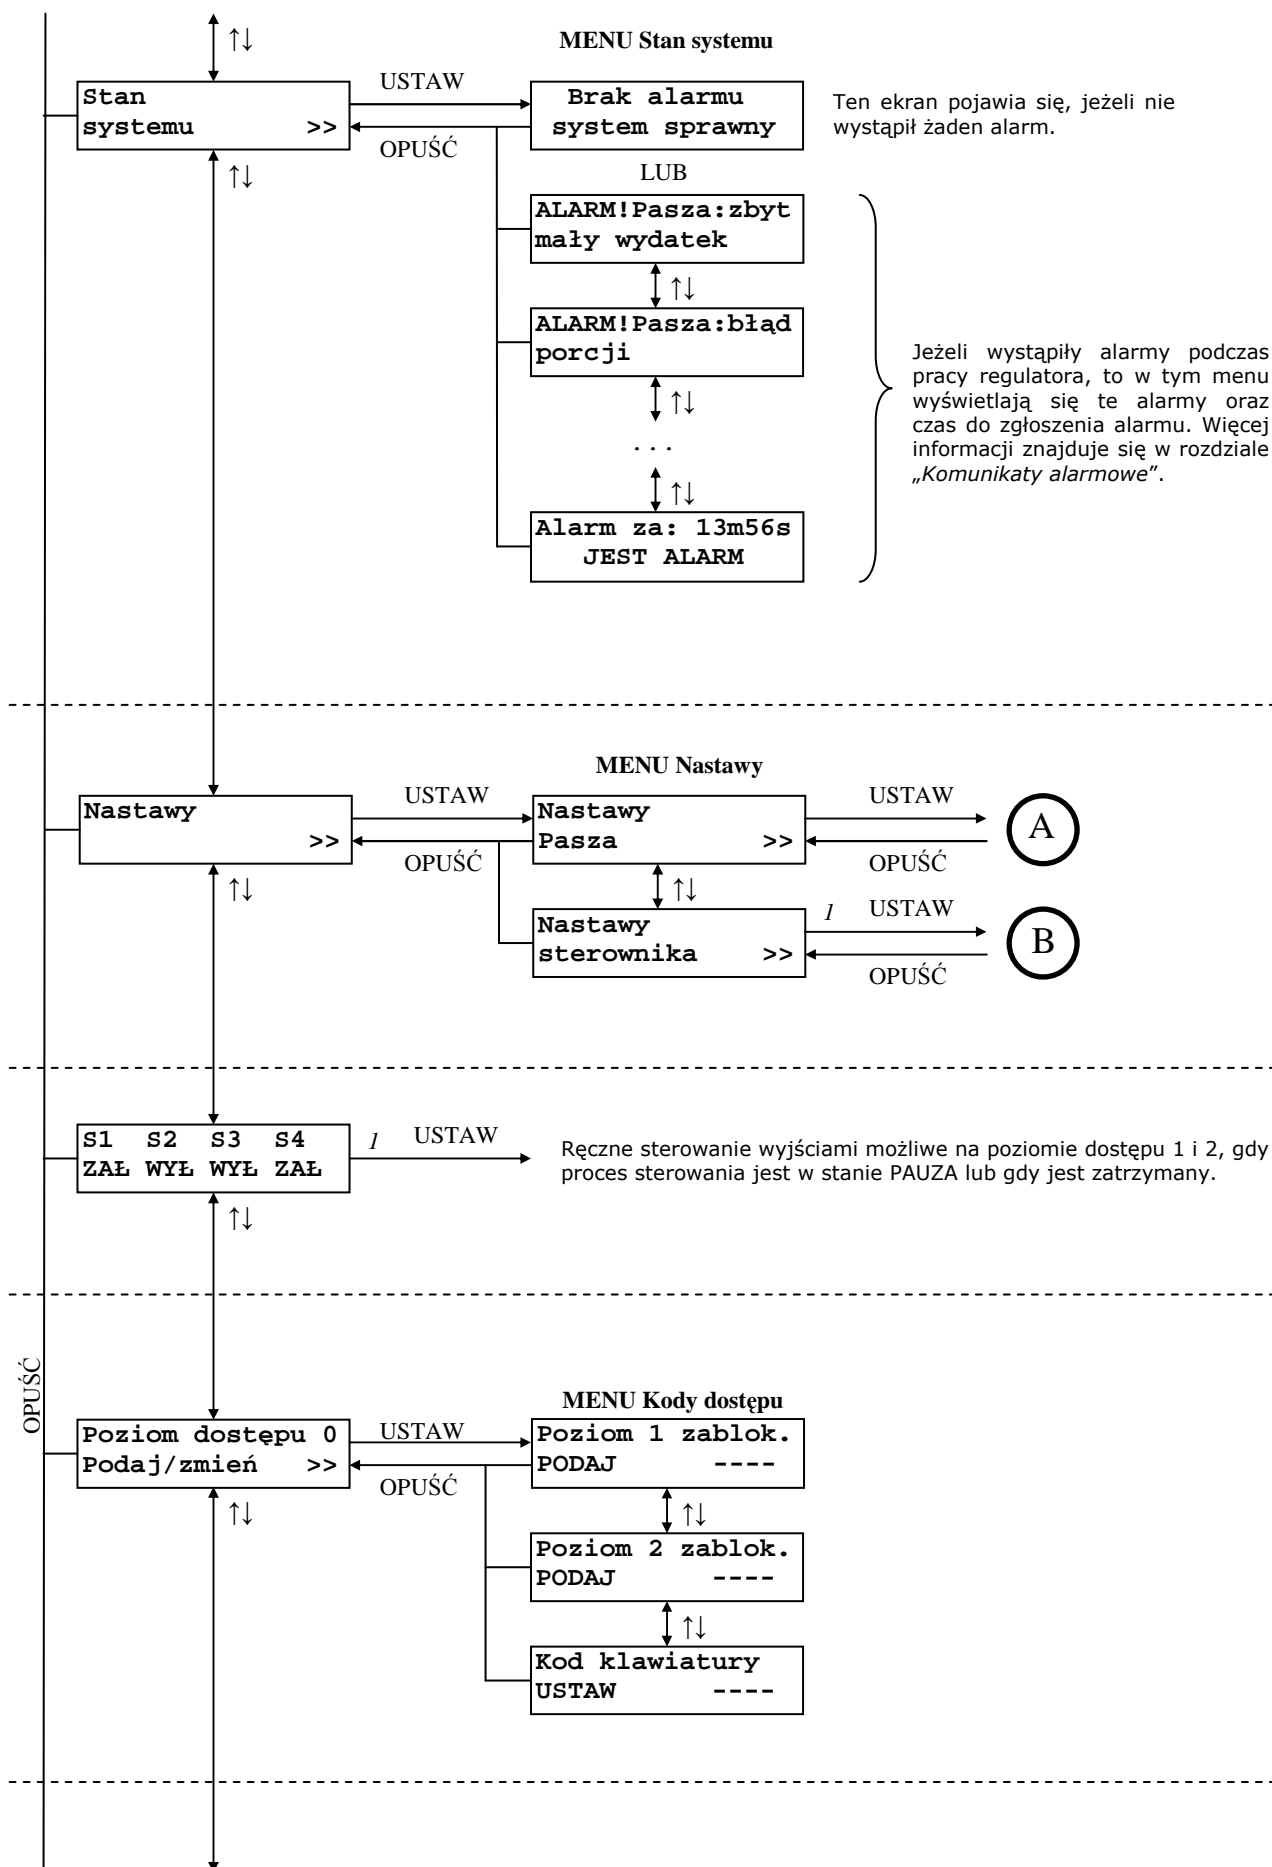 ↑↓
MENU Stan systemu
Stan
systemu >>
USTAW
OPUŚĆ
Brak alarmu
system sprawny
Ten ekran pojawia się, jeżeli nie
wystąpił żaden alarm.
↑↓
LUB
ALARM!Pasza:zbyt
mały wydatek
↑↓
ALARM!Pasza:błąd
porcji
↑↓
. . .
↑↓
Alarm za: 13m56s
JEST ALARM
Jeżeli wystąpiły alarmy podczas
pracy regulatora, to w tym menu
wyświetlają się te alarmy oraz
czas do zgłoszenia alarmu. Więcej
informacji znajduje się w rozdziale
„Komunikaty alarmowe”.
MENU Nastawy
Nastawy
>>
USTAW
OPUŚĆ
Nastawy
Pasza >>
USTAW
OPUŚĆ
A
↑↓
↑↓
Nastawy
sterownika >>
1 USTAW
OPUŚĆ
B
S1 S2 S3 S4
ZAŁ WYŁ WYŁ ZAŁ
1 USTAW
Ręczne sterowanie wyjściami możliwe na poziomie dostępu 1 i 2, gdy
proces sterowania jest w stanie PAUZA lub gdy jest zatrzymany.
↑↓
OPUŚĆ
MENU Kody dostępu
Poziom dostępu 0
Podaj/zmień >>
USTAW
OPUŚĆ
Poziom 1 zablok.
PODAJ ----
↑↓
↑↓
Poziom 2 zablok.
PODAJ ----
↑↓
Kod klawiatury
USTAW ----